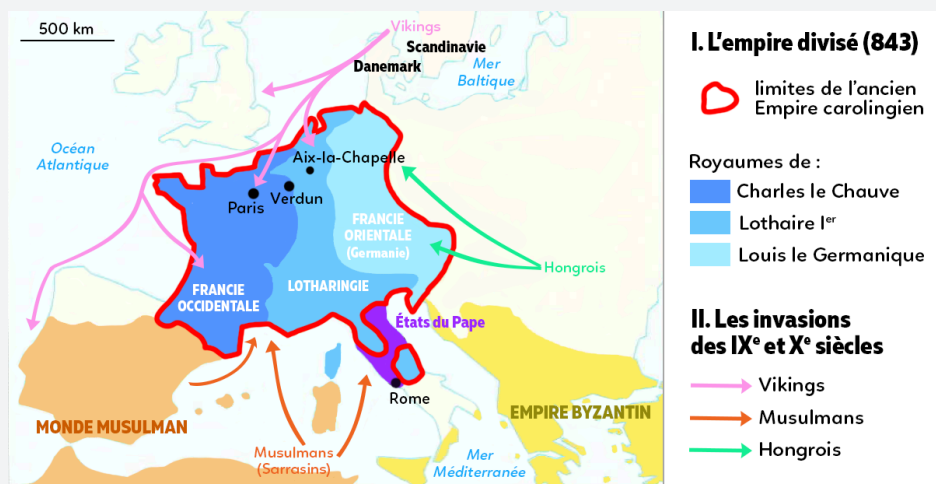 500 km
Vikings
Scandinavie
Danemark
Mer
Baltique
Océan
Atlantique
Aix-la-Chapelle
Paris
Verdun
FRANCIE
ORIENTALE
(Germanie)
Hongrois
FRANCIE
OCCIDENTALE
LOTHARINGIE
États du Pape
Rome
MONDE MUSULMAN
EMPIRE BYZANTIN
Musulmans
(Sarrasins)
Mer
Méditerranée
I. L'empire divisé (843)
limites de l'ancien
Empire carolingien
Royaumes de :
Charles le Chauve
Lothaire Ier
Louis le Germanique
II. Les invasions
des IXe et Xe siècles
Vikings
Musulmans
Hongrois